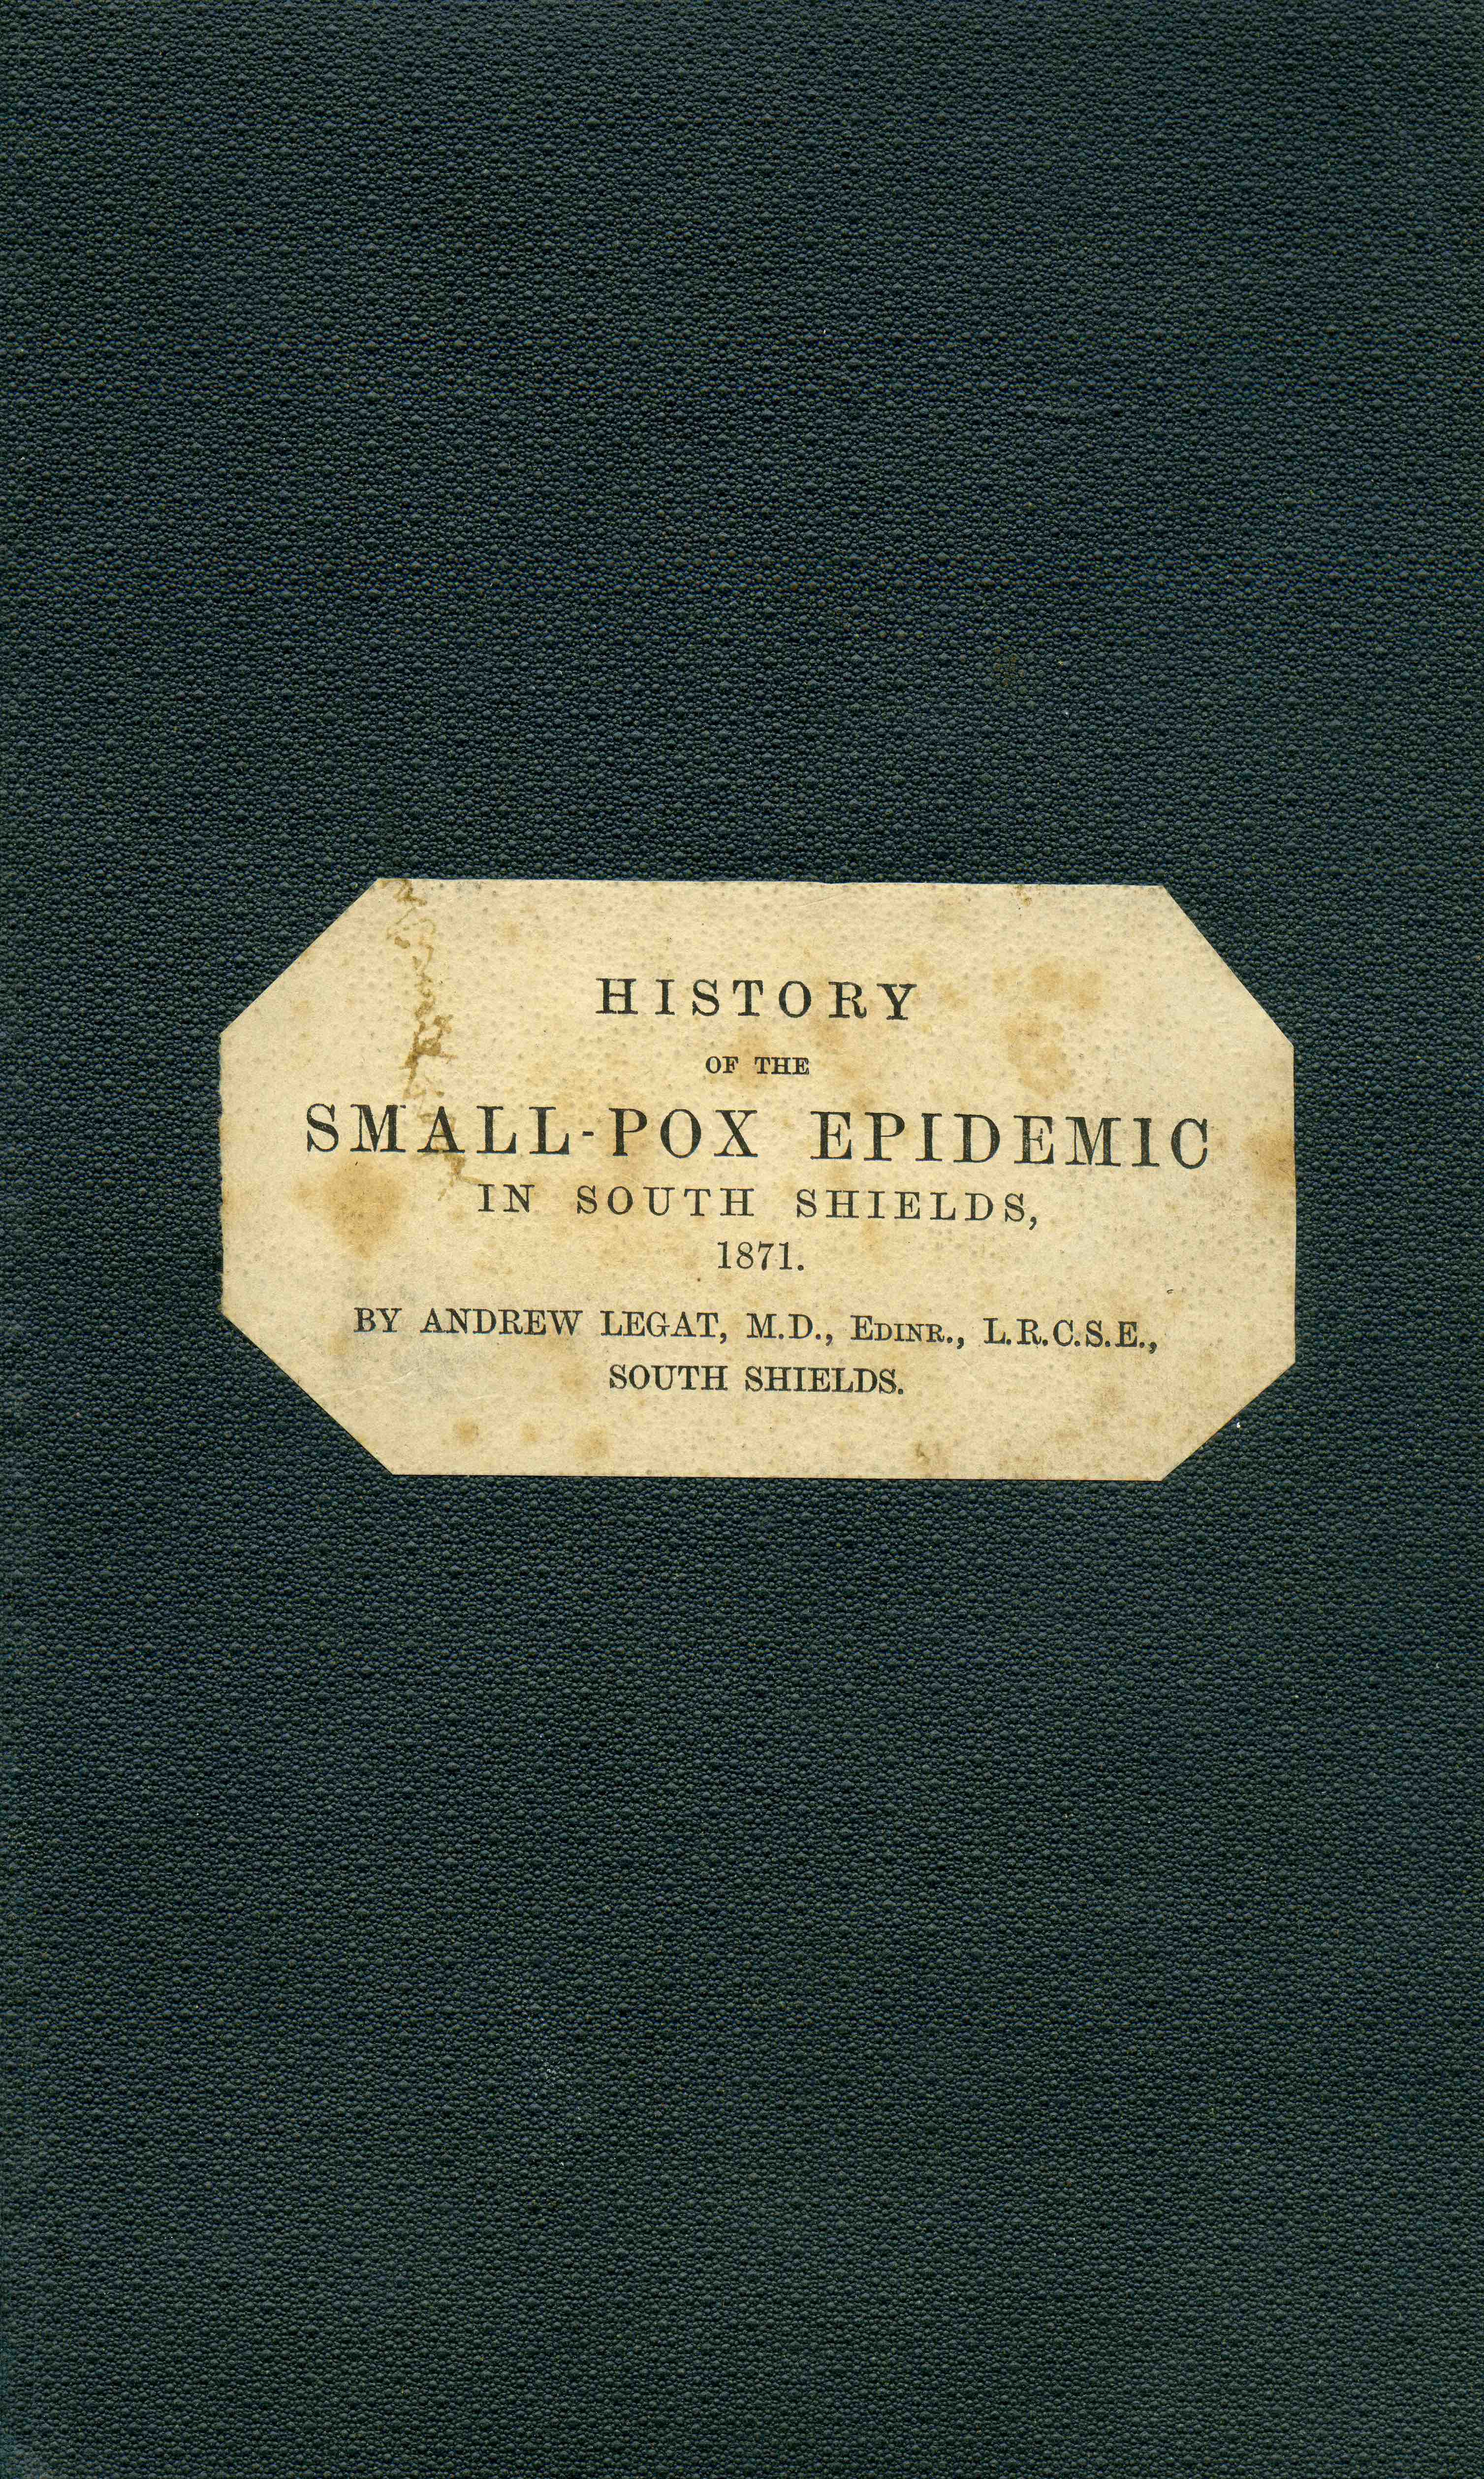 HISTORY
OF THE
SMALL-POX EPIDEMIC
IN SOUTH SHIELDS,
1871.
BY ANDREW LEGAT, M.D., EDINR., L.R.C.S.E.,
SOUTH SHIELDS.